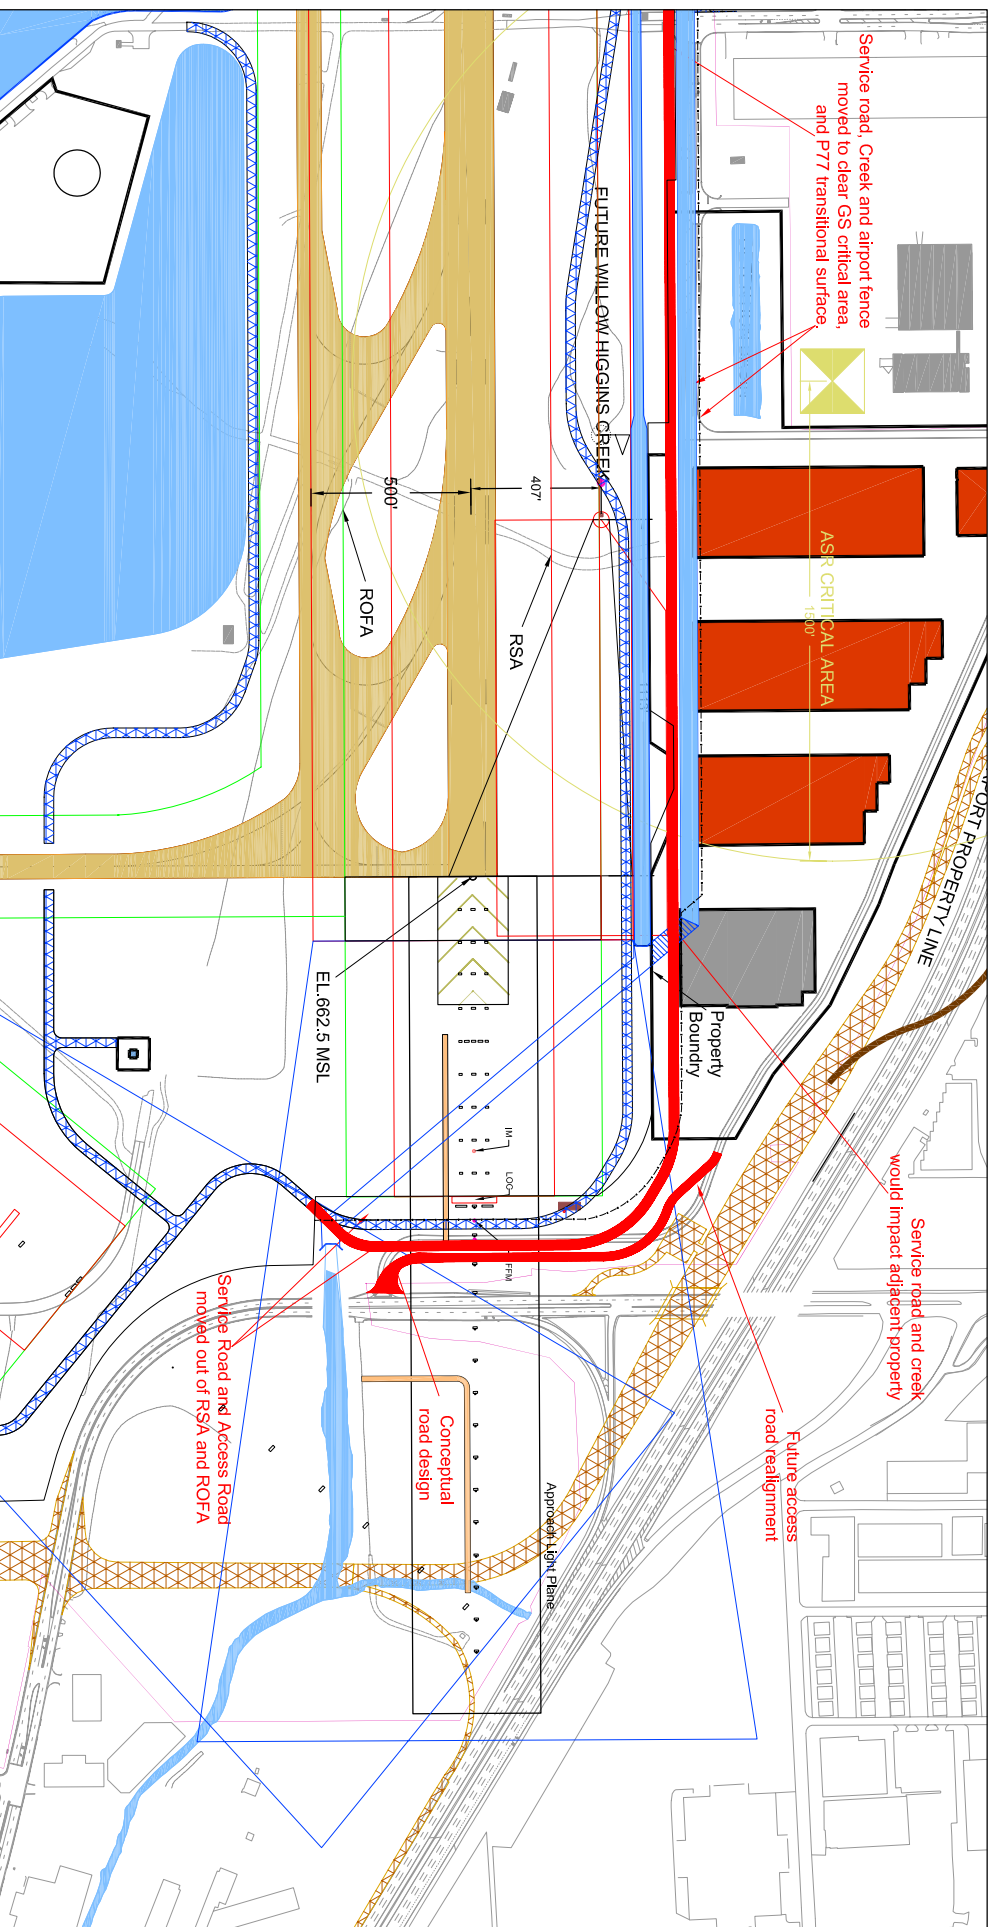 Service road, Creek and airport fence
moved to clear GS critical area,
and P77 transitional surface
FUTURE WILLOW HIGGINS CREEK
500'
407'
ROFA
RSA
ASR CRITICAL AREA
1500'
PORT PROPERTY LINE
EL.662.5 MSL
Property
Boundry
IM
LOC
FFM
Service road and creek
would impact adjacent property
Future access
road realignment
Service Road and Access Road
moved out of RSA and ROFA
Conceptual
road design
Approach Light Plane